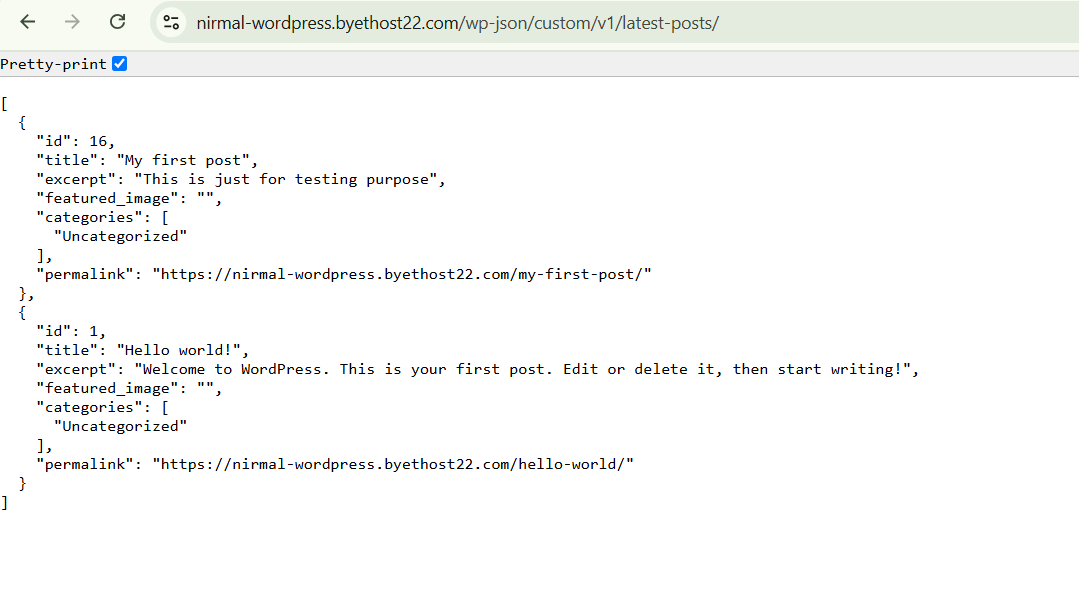 nirmal-wordpress.byethost22.com/wp-json/custom/v1/latest-posts/
Pretty-print
[
  {
    "id": 16,
    "title": "My first post",
    "excerpt": "This is just for testing purpose",
    "featured_image": "",
    "categories": [
      "Uncategorized"
    ],
    "permalink": "https://nirmal-wordpress.byethost22.com/my-first-post/"
  },
  {
    "id": 1,
    "title": "Hello world!",
    "excerpt": "Welcome to WordPress. This is your first post. Edit or delete it, then start writing!",
    "featured_image": "",
    "categories": [
      "Uncategorized"
    ],
    "permalink": "https://nirmal-wordpress.byethost22.com/hello-world/"
  }
]